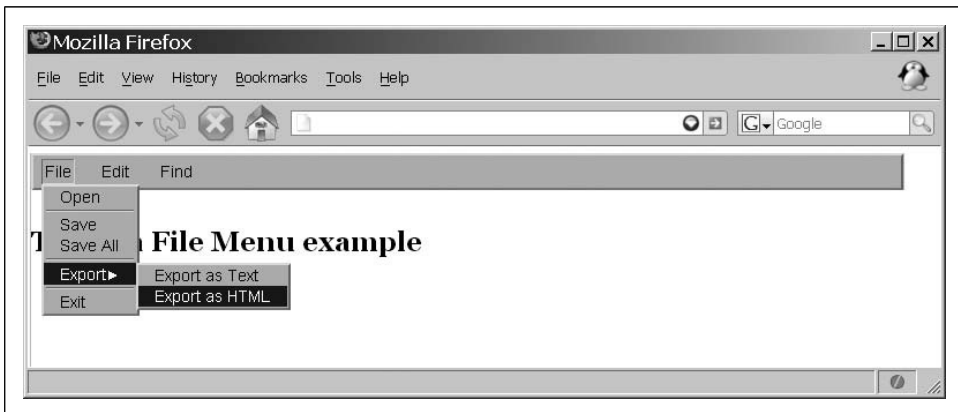 Mozilla Firefox
File Edit View History Bookmarks Tools Help
G Google
File Edit Find
Open
Save
File Menu example
Save All
Export▶ Export as Text
Export as HTML
Exit